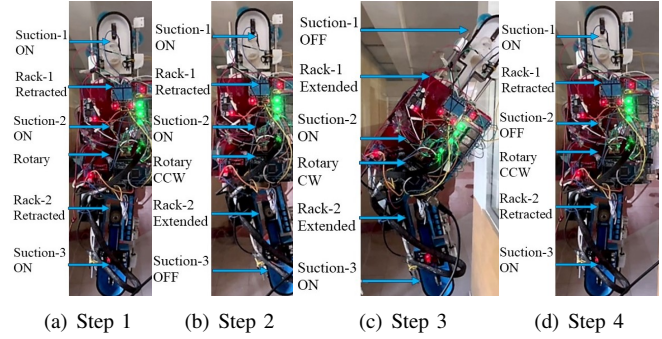 Suction-1
ON
Rack-1
Retracted
Suction-2
ON
Rotary
Rack-2
Retracted
Suction-3
ON
(a) Step 1
Suction-1
ON
Rack-1
Retracted
Suction-2
ON
Rotary
CCW
Rack-2
Extended
Suction-3
OFF
(b) Step 2
Suction-1
OFF
Rack-1
Extended
Suction-2
ON
Rotary
CW
Rack-2
Extended
Suction-3
ON
(c) Step 3
Suction-1
ON
Rack-1
Retracted
Suction-2
OFF
Rotary
CCW
Rack-2
Retracted
Suction-3
ON
(d) Step 4